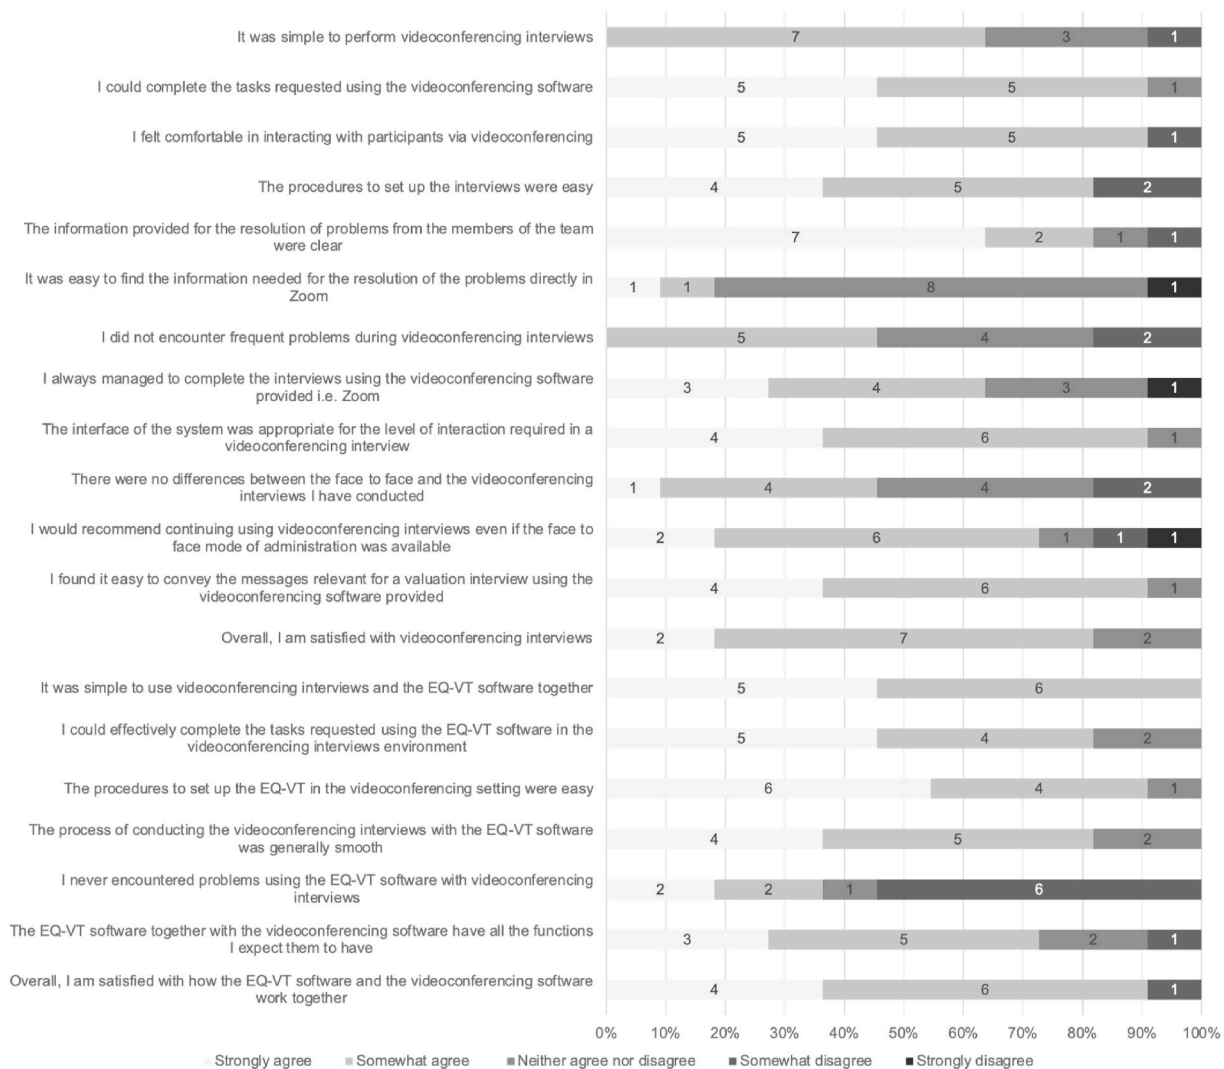 It was simple to perform videoconferencing interviews
7 3 1
I could complete the tasks requested using the videoconferencing software
5 5 1
I felt comfortable in interacting with participants via videoconferencing
5 5 1
The procedures to set up the interviews were easy
4 5 2
The information provided for the resolution of problems from the members of the team
were clear
7 2 1 1
It was easy to find the information needed for the resolution of the problems directly in
Zoom
1 1 8 1
I did not encounter frequent problems during videoconferencing interviews
5 4 2
I always managed to complete the interviews using the videoconferencing software
provided i.e. Zoom
3 4 3 1
The interface of the system was appropriate for the level of interaction required in a
videoconferencing interview
4 6 1
There were no differences between the face to face and the videoconferencing
interviews I have conducted
1 4 4 2
I would recommend continuing using videoconferencing interviews even if the face to
face mode of administration was available
2 6 1 1 1
I found it easy to convey the messages relevant for a valuation interview using the
videoconferencing software provided
4 6 1
Overall, I am satisfied with videoconferencing interviews
2 7 2
It was simple to use videoconferencing interviews and the EQ-VT software together
5 6
I could effectively complete the tasks requested using the EQ-VT software in the
videoconferencing interviews environment
5 4 2
The procedures to set up the EQ-VT in the videoconferencing setting were easy
6 4 1
The process of conducting the videoconferencing interviews with the EQ-VT software
was generally smooth
4 5 2
I never encountered problems using the EQ-VT software with videoconferencing
interviews
2 2 1 6
The EQ-VT software together with the videoconferencing software have all the functions
I expect them to have
3 5 2 1
Overall, I am satisfied with how the EQ-VT software and the videoconferencing software
work together
4 6 1
0% 10% 20% 30% 40% 50% 60% 70% 80% 90% 100%
Strongly agree Somewhat agree Neither agree nor disagree Somewhat disagree Strongly disagree